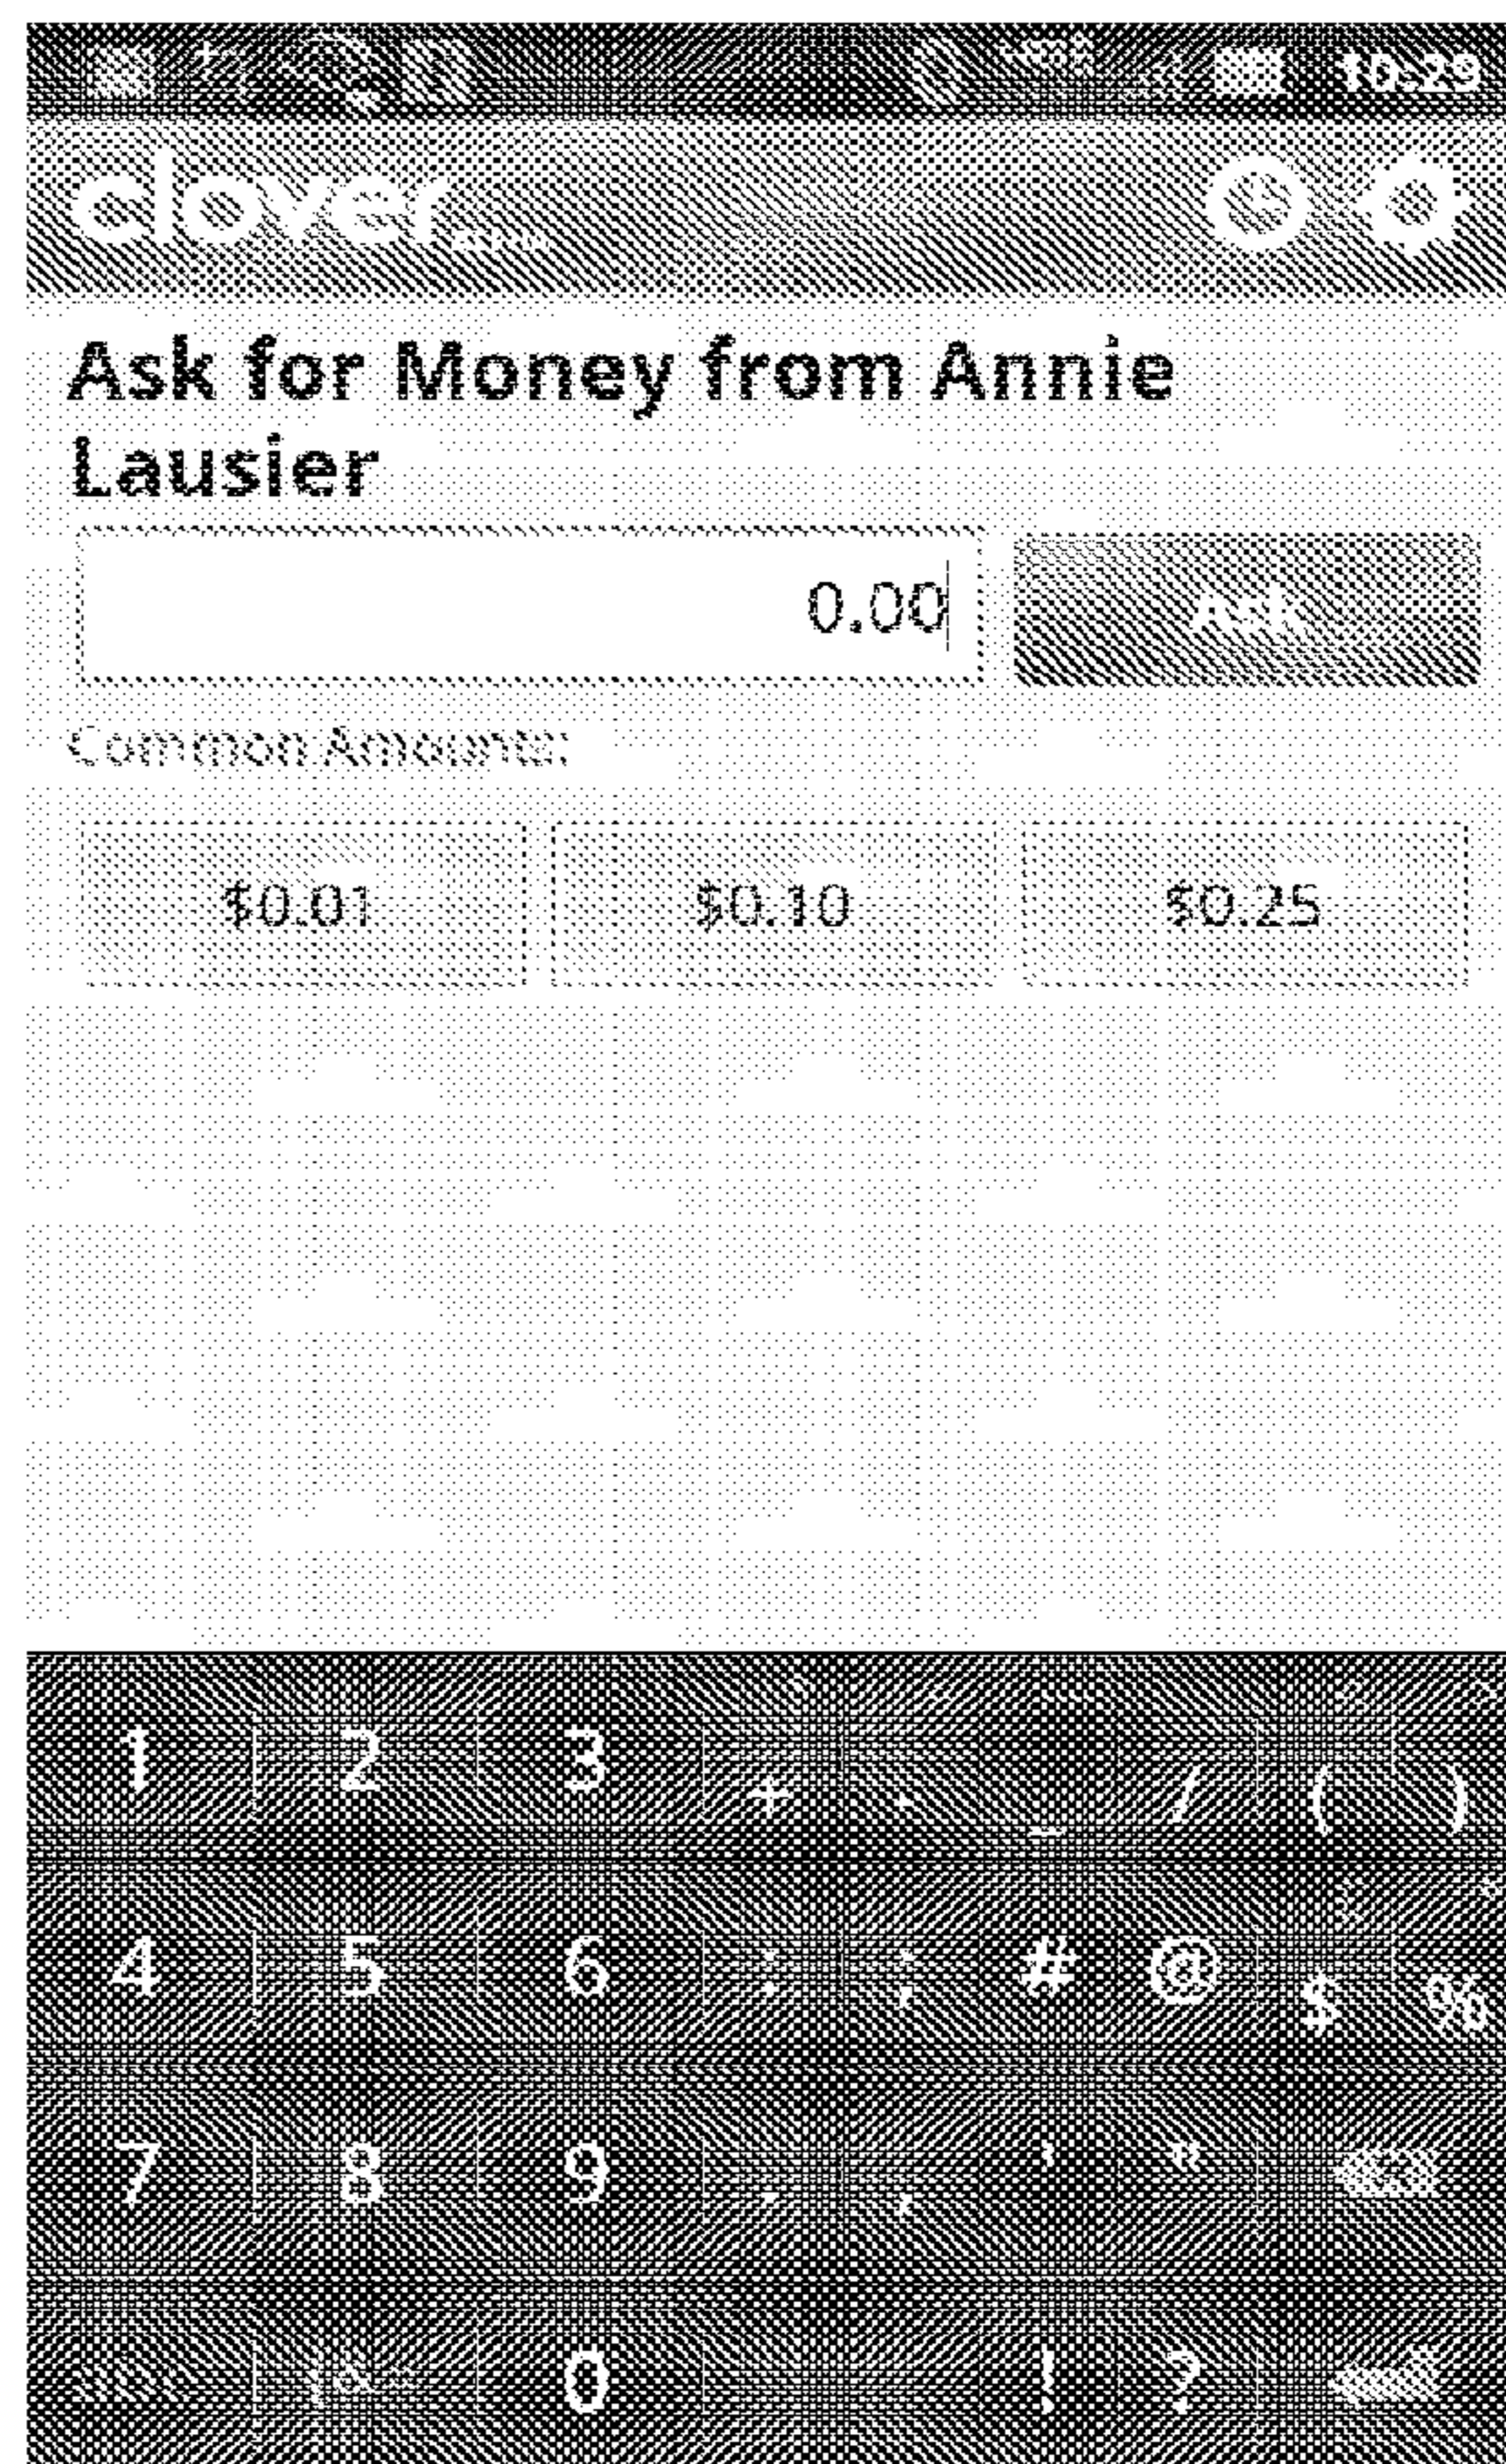 10:29
clover
Ask for Money from Annie
Lausier
0.00 Ask
Common Amounts:
$0.01 $0.10 $0.25
1 2 3 + . _ / ( )
4 5 6 : ; # @ $ %
7 8 9 . , ' "
0 ! ?